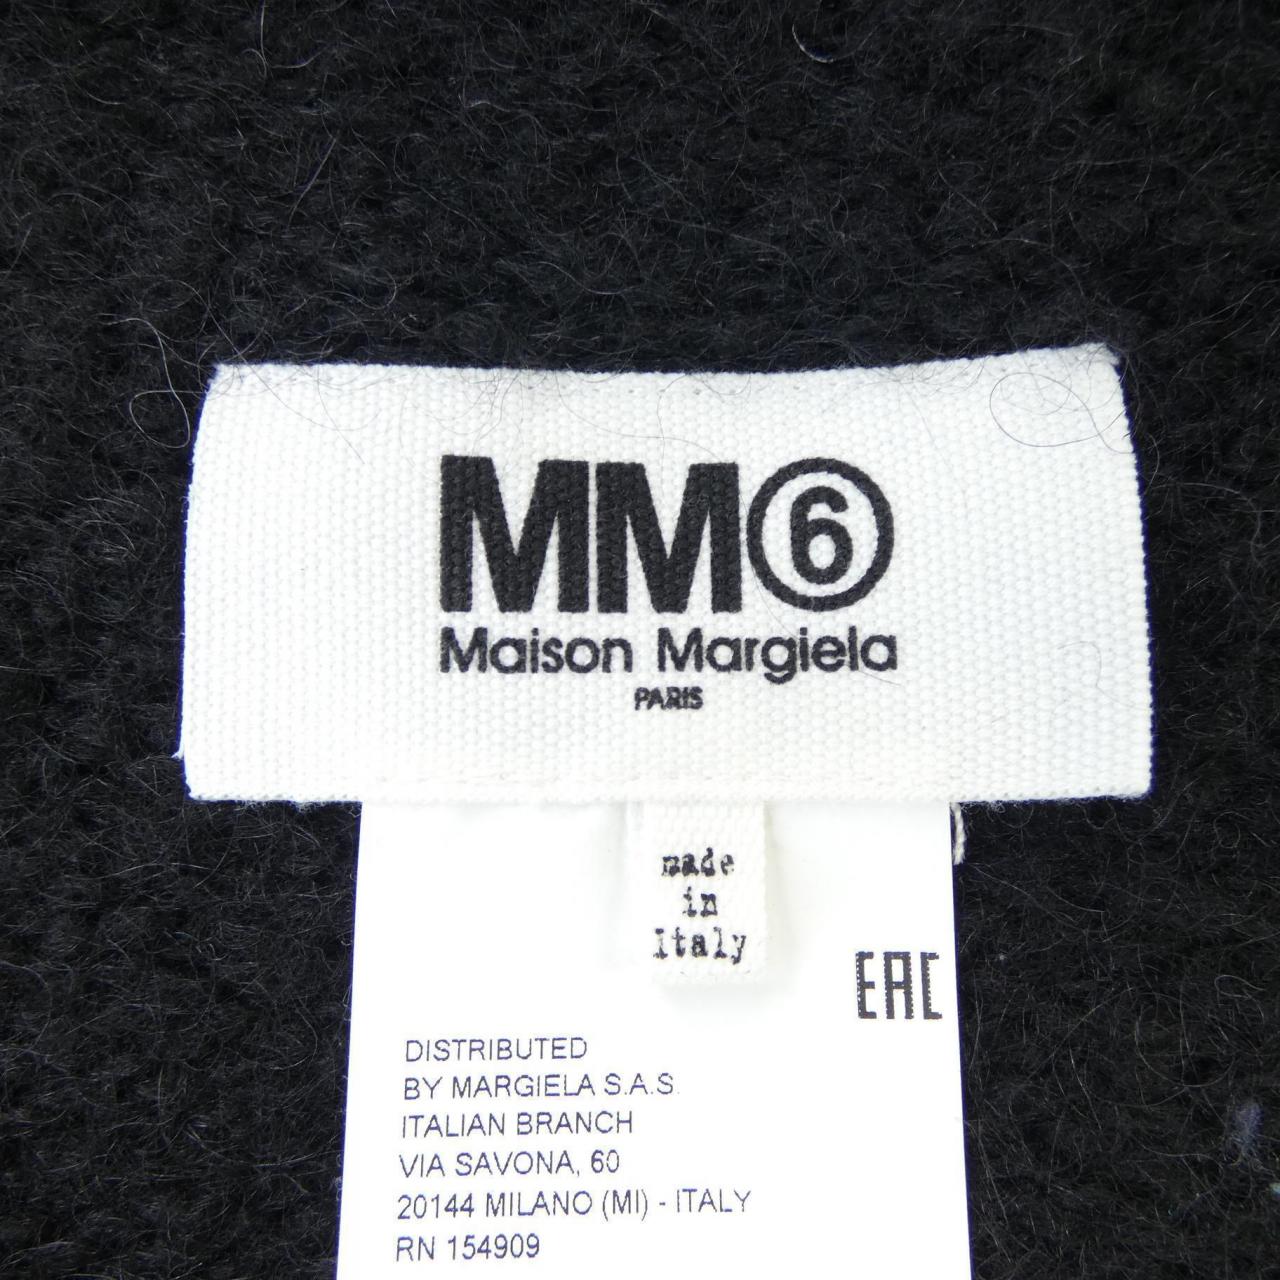 MM⑥
Maison Margiela
PARIS
made
in
Italy
EAC
DISTRIBUTED
BY MARGIELA S.A.S.
ITALIAN BRANCH
VIA SAVONA, 60
20144 MILANO (MI) - ITALY
RN 154909